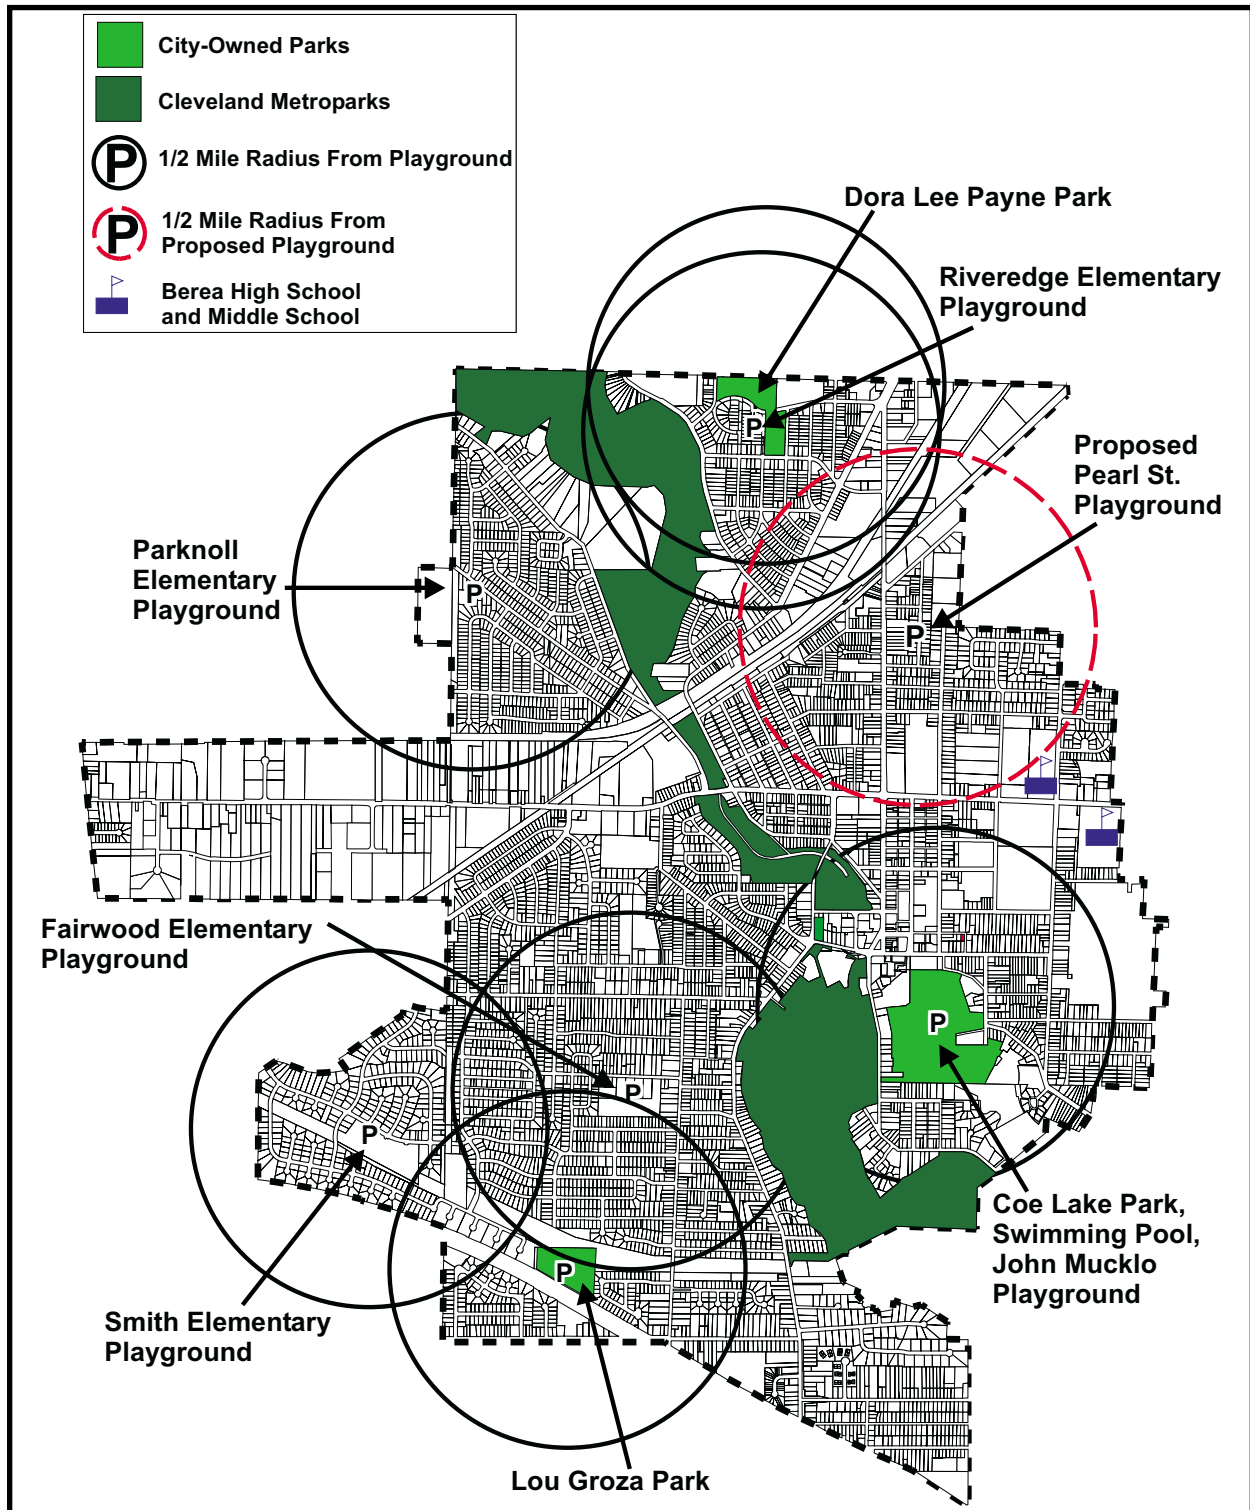 City-Owned Parks
Cleveland Metroparks
P
1/2 Mile Radius From Playground
P
1/2 Mile Radius From
Proposed Playground
Berea High School
and Middle School
Dora Lee Payne Park
Riveredge Elementary
Playground
P
Proposed
Pearl St.
Playground
Parknoll
Elementary
Playground
P
P
Fairwood Elementary
Playground
P
P
P
Coe Lake Park,
Swimming Pool,
John Mucklo
Playground
P
Smith Elementary
Playground
Lou Groza Park